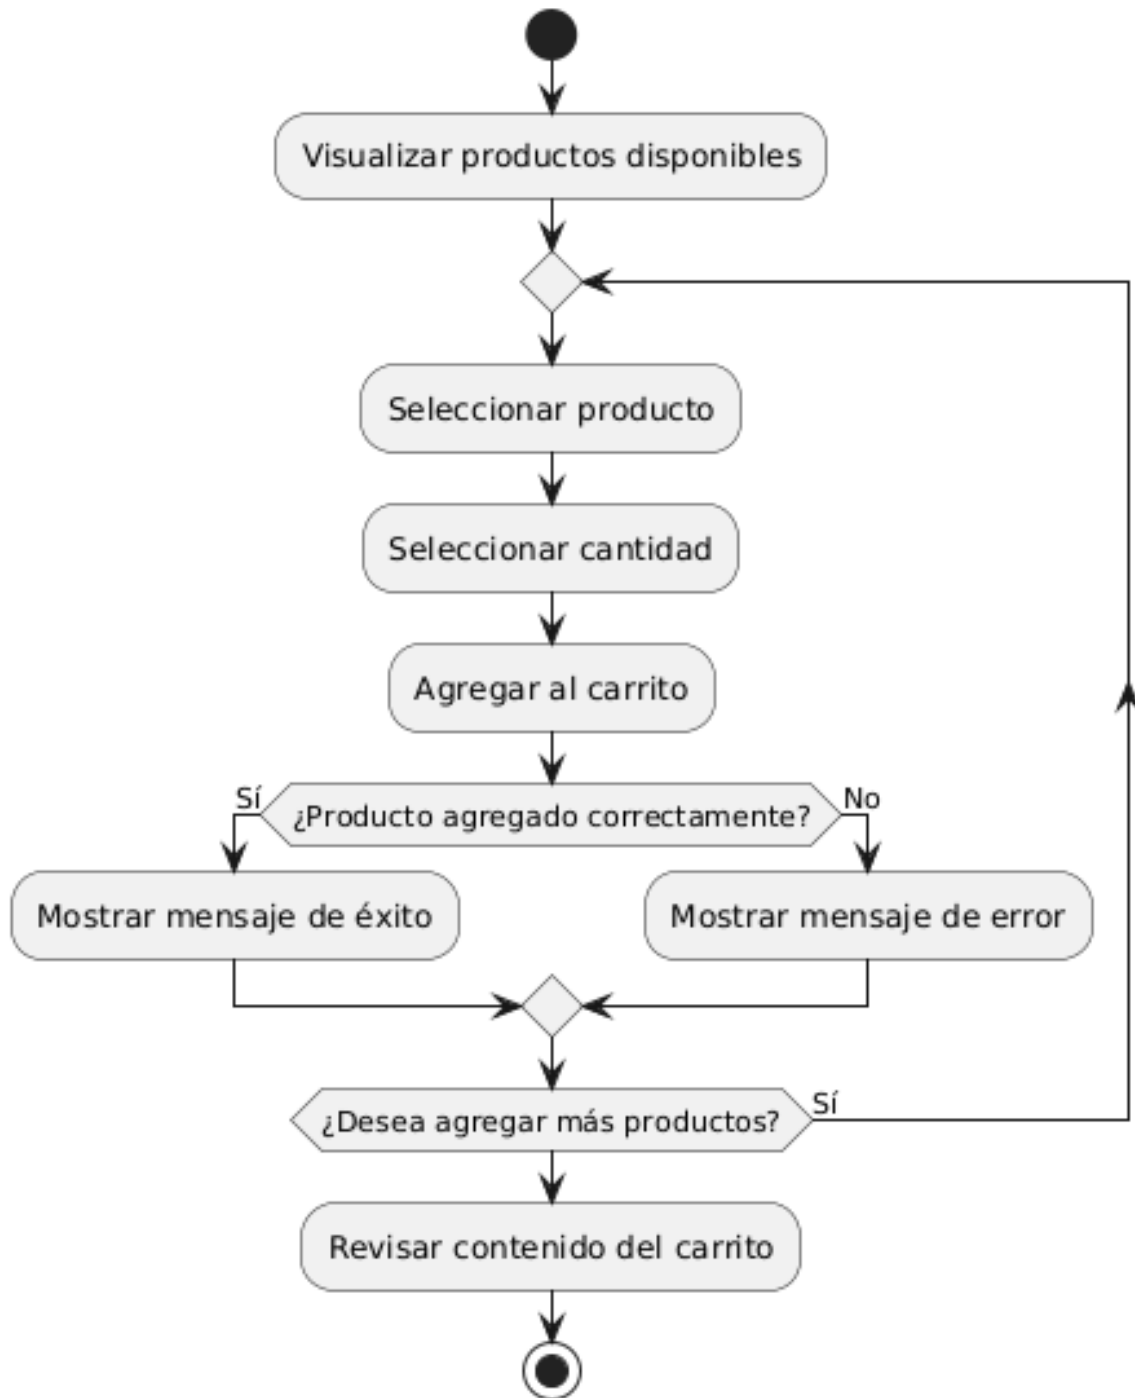 Visualizar productos disponibles
Seleccionar producto
Seleccionar cantidad
Agregar al carrito
Sí
¿Producto agregado correctamente?
No
Mostrar mensaje de éxito
Mostrar mensaje de error
¿Desea agregar más productos?
Sí
Revisar contenido del carrito